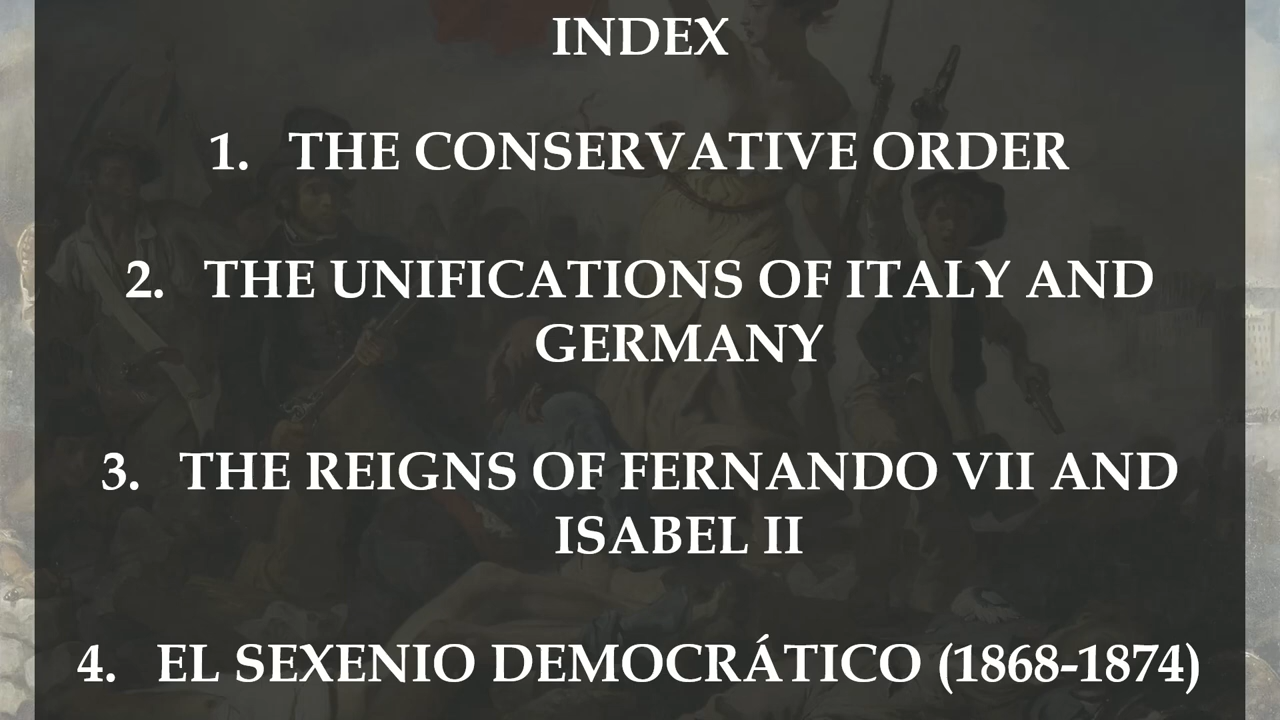 INDEX
1. THE CONSERVATIVE ORDER
2. THE UNIFICATIONS OF ITALY AND
GERMANY
3. THE REIGNS OF FERNANDO VII AND
ISABEL II
4. EL SEXENIO DEMOCRÁTICO (1868-1874)